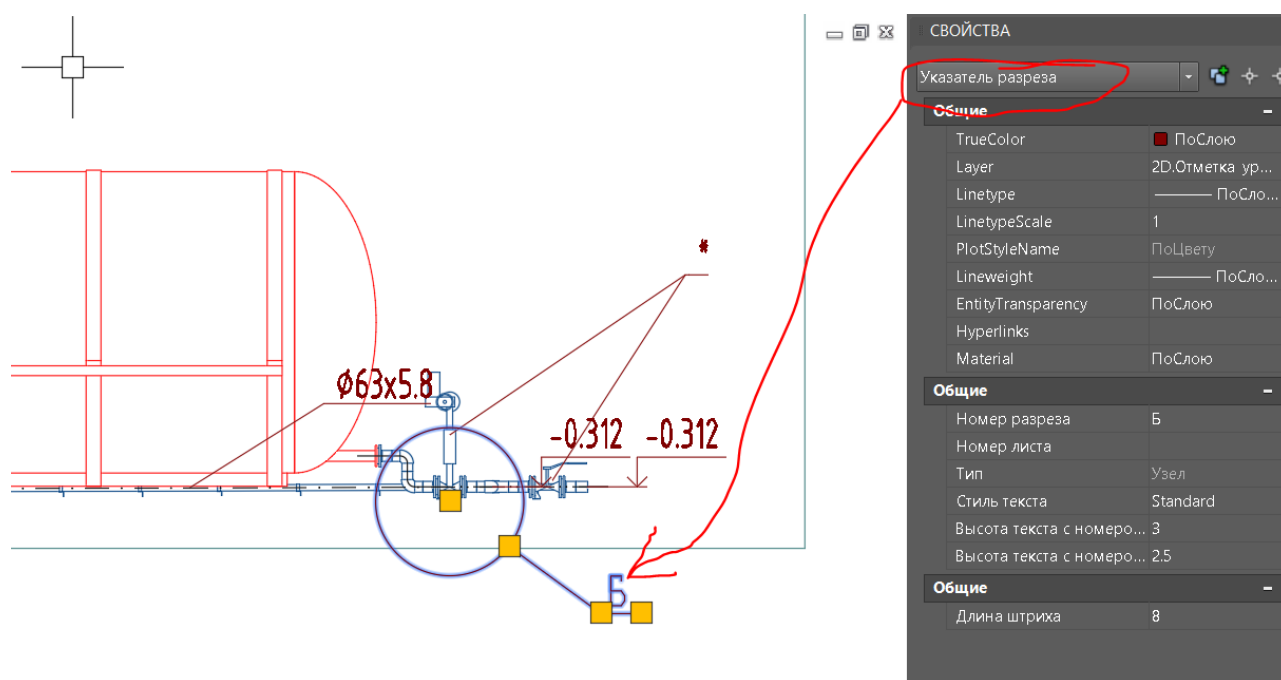 СВОЙСТВА
Указатель разреза
Общие
TrueColor ПоСлою
Layer 2D.Отметка ур...
Linetype ПоСло...
LinetypeScale 1
PlotStyleName ПоЦвету
Lineweight ПоСло...
EntityTransparency ПоСлою
Hyperlinks
Material ПоСлою
Общие
Номер разреза Б
Номер листа
Тип Узел
Стиль текста Standard
Высота текста с номеро... 3
Высота текста с номеро... 2.5
Общие
Длина штриха 8
*
Ф63x5.8
-0.312 -0.312
Б